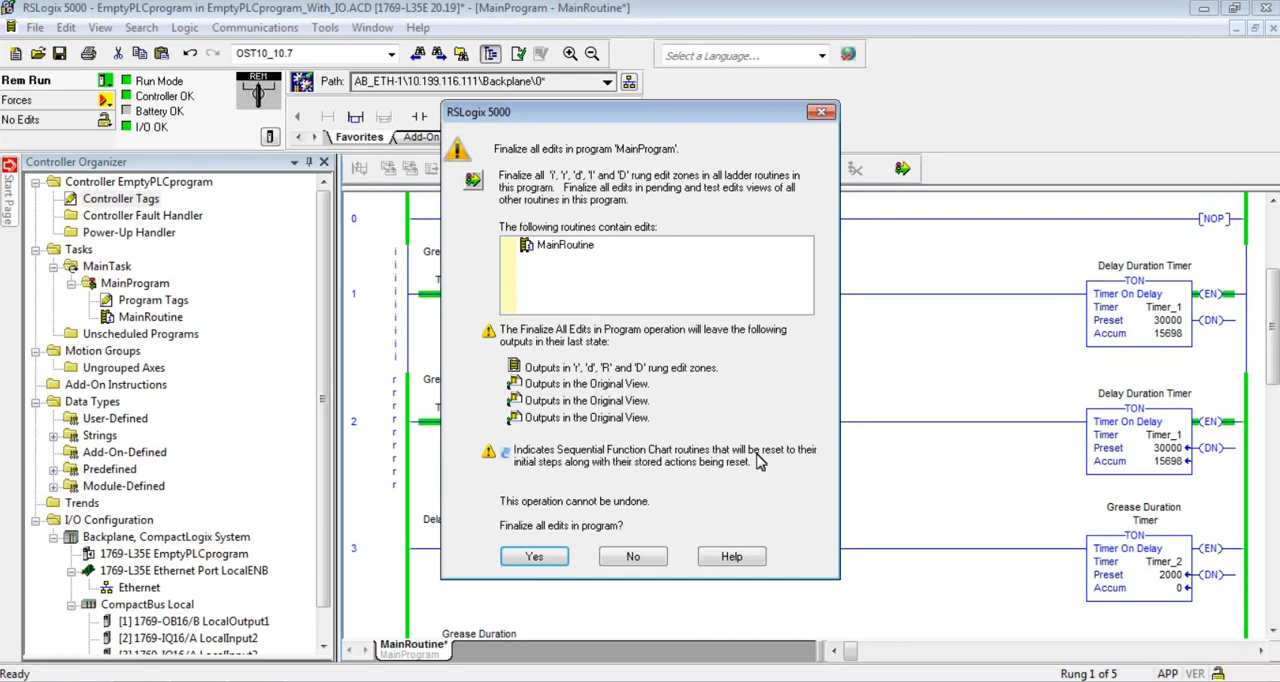 RSLogix 5000 - EmptyPLCprogram in EmptyPLCprogram_With_IO.ACD [1769-L35E 20.19]* - [MainProgram - MainRoutine*]
File Edit View Search Logic Communications Tools Window Help
OST10_10.7
Select a Language...
Rem Run
Forces
No Edits
Run Mode
Controller OK
Battery OK
I/O OK
REM
Path: AB_ETH-1\10.199.116.111\Backplane\0*
Favorites
Add-On
Start Page
Controller Organizer
Controller EmptyPLCprogram
Controller Tags
Controller Fault Handler
Power-Up Handler
Tasks
MainTask
MainProgram
Program Tags
MainRoutine
Unscheduled Programs
Motion Groups
Ungrouped Axes
Add-On Instructions
Data Types
User-Defined
Strings
Add-On-Defined
Predefined
Module-Defined
Trends
I/O Configuration
Backplane, CompactLogix System
1769-L35E EmptyPLCprogram
1769-L35E Ethernet Port LocalENB
Ethernet
CompactBus Local
[1] 1769-OB16/B LocalOutput1
[2] 1769-IQ16/A LocalInput2
RSLogix 5000
Finalize all edits in program 'MainProgram'.
Finalize all 'i', 'r', 'd', 'I' and 'D' rung edit zones in all ladder routines in
this program. Finalize all edits in pending and test edits views of all
other routines in this program.
The following routines contain edits:
MainRoutine
The Finalize All Edits in Program operation will leave the following
outputs in their last state:
Outputs in 'r', 'd', 'R' and 'D' rung edit zones.
Outputs in the Original View.
Outputs in the Original View.
Outputs in the Original View.
Indicates Sequential Function Chart routines that will be reset to their
initial steps along with their stored actions being reset.
This operation cannot be undone.
Finalize all edits in program?
Yes No Help
0
NOP
Gre
1
i
i
i
i
i
i
i
Delay Duration Timer
TON
Timer On Delay
EN
Timer Timer_1
Preset 30000
DN
Accum 15698
Gre
2
r
r
r
r
r
r
r
Delay Duration Timer
TON
Timer On Delay
EN
Timer Timer_1
Preset 30000
DN
Accum 15698
Dela
3
Grease Duration
Timer
TON
Timer On Delay
EN
Timer Timer_2
Preset 2000
DN
Accum 0
Grease Duration
MainRoutine*
MainProgram
Ready
Rung 1 of 5
APP
VER